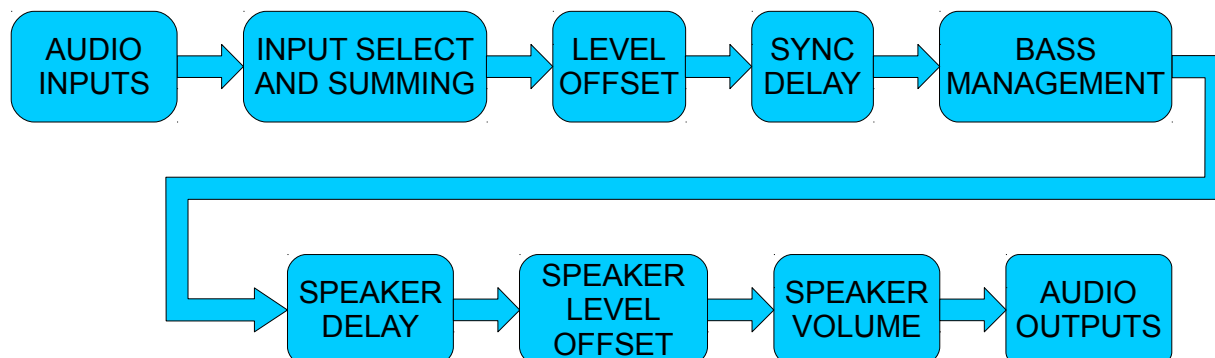 AUDIO
INPUTS
INPUT SELECT
AND SUMMING
LEVEL
OFFSET
SYNC
DELAY
BASS
MANAGEMENT
SPEAKER
DELAY
SPEAKER
LEVEL
OFFSET
SPEAKER
VOLUME
AUDIO
OUTPUTS